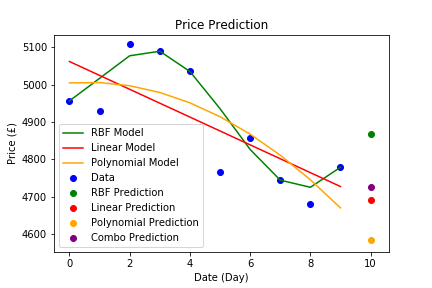 Price Prediction
Price (£)
5100
5000
4900
4800
4700
4600
RBF Model
Linear Model
Polynomial Model
Data
RBF Prediction
Linear Prediction
Polynomial Prediction
Combo Prediction
0 2 4 6 8 10
Date (Day)